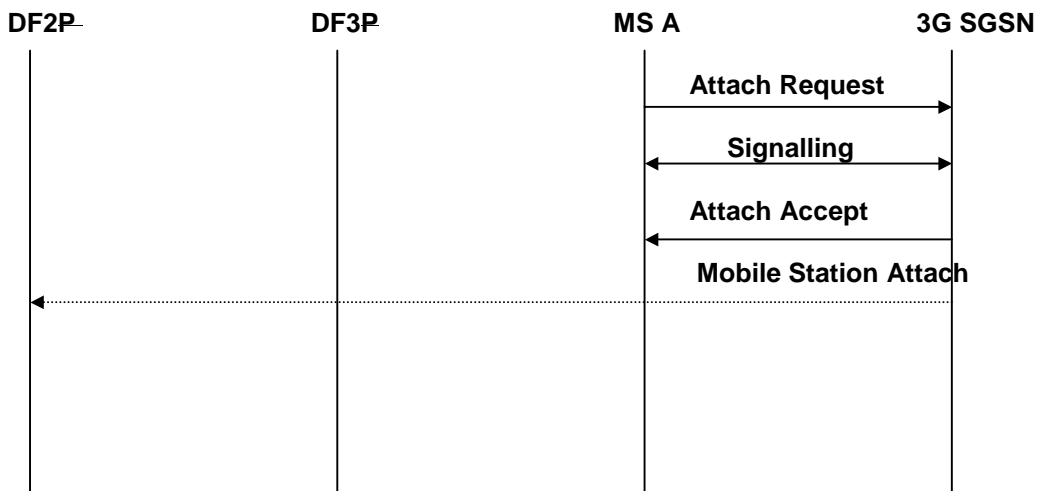 DF2P DF3P MS A 3G SGSN
Attach Request
Signalling
Attach Accept
Mobile Station Attach